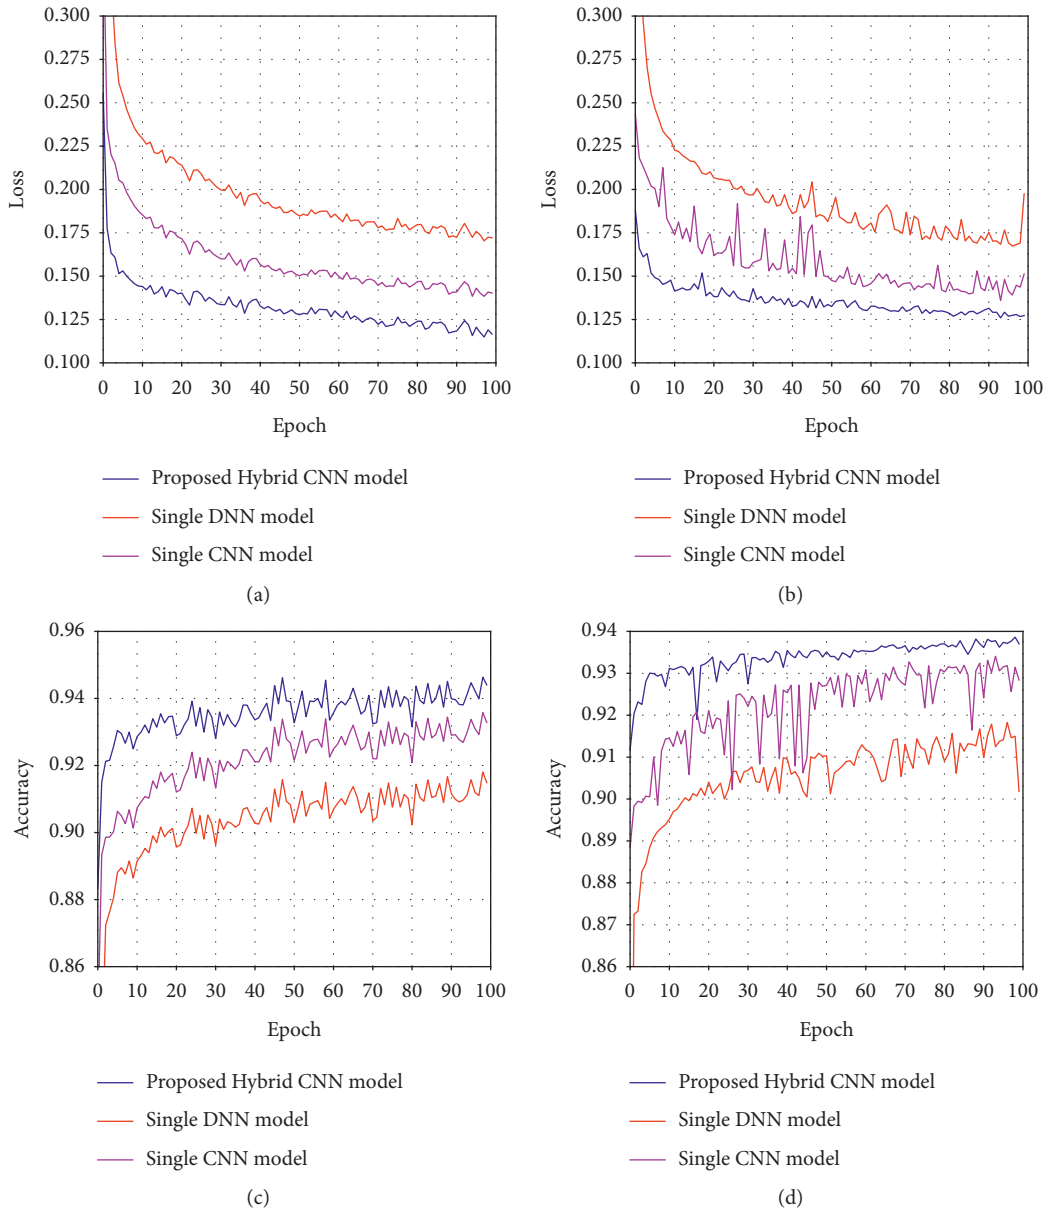 0.300
0.275
0.250
0.225
0.200
0.175
0.150
0.125
0.100
Loss
0 10 20 30 40 50 60 70 80 90 100
Epoch
Proposed Hybrid CNN model
Single DNN model
Single CNN model
(a)
0.300
0.275
0.250
0.225
0.200
0.175
0.150
0.125
0.100
Loss
0 10 20 30 40 50 60 70 80 90 100
Epoch
Proposed Hybrid CNN model
Single DNN model
Single CNN model
(b)
0.96
0.94
0.92
0.90
0.88
0.86
Accuracy
0 10 20 30 40 50 60 70 80 90 100
Epoch
Proposed Hybrid CNN model
Single DNN model
Single CNN model
(c)
0.94
0.93
0.92
0.91
0.90
0.89
0.88
0.87
0.86
Accuracy
0 10 20 30 40 50 60 70 80 90 100
Epoch
Proposed Hybrid CNN model
Single DNN model
Single CNN model
(d)